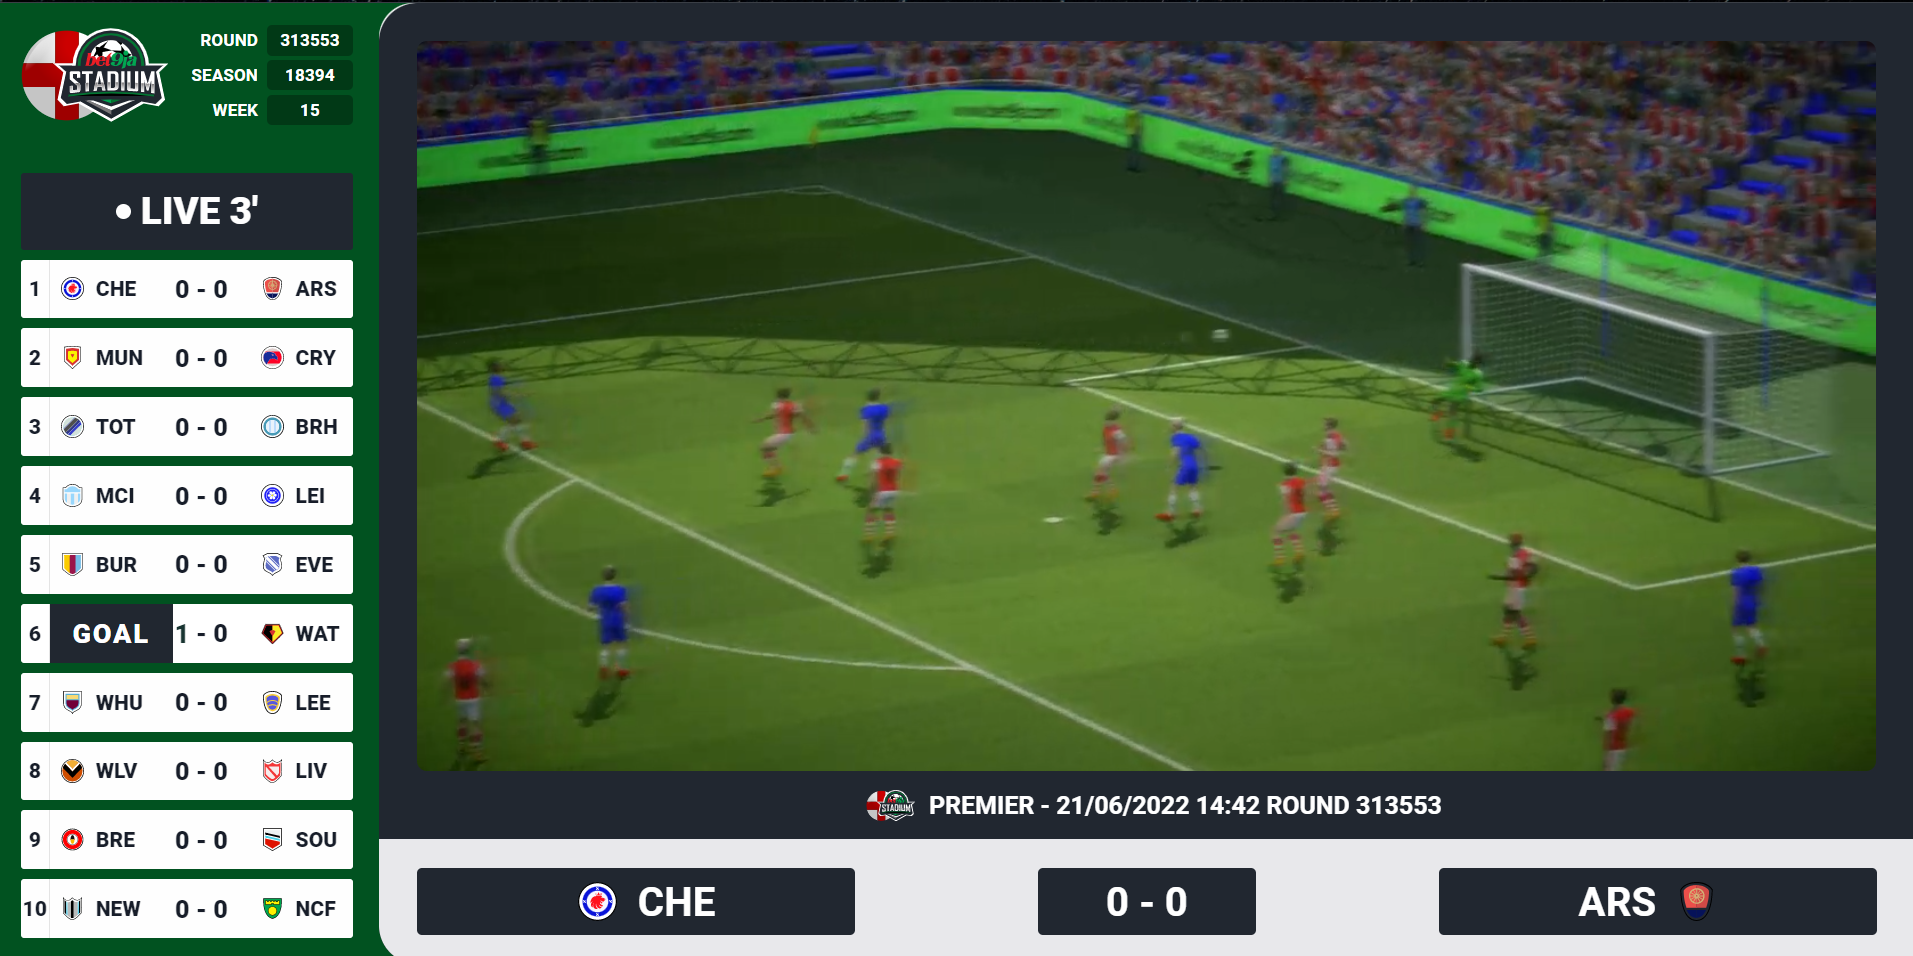 bet9ja
STADIUM
ROUND 313553
SEASON 18394
WEEK 15
LIVE 3'
1 CHE 0 - 0 ARS
2 MUN 0 - 0 CRY
3 TOT 0 - 0 BRH
4 MCI 0 - 0 LEI
5 BUR 0 - 0 EVE
6 GOAL 1 - 0 WAT
7 WHU 0 - 0 LEE
8 WLV 0 - 0 LIV
9 BRE 0 - 0 SOU
10 NEW 0 - 0 NCF
STADIUM
PREMIER - 21/06/2022 14:42 ROUND 313553
CHE 0 - 0 ARS